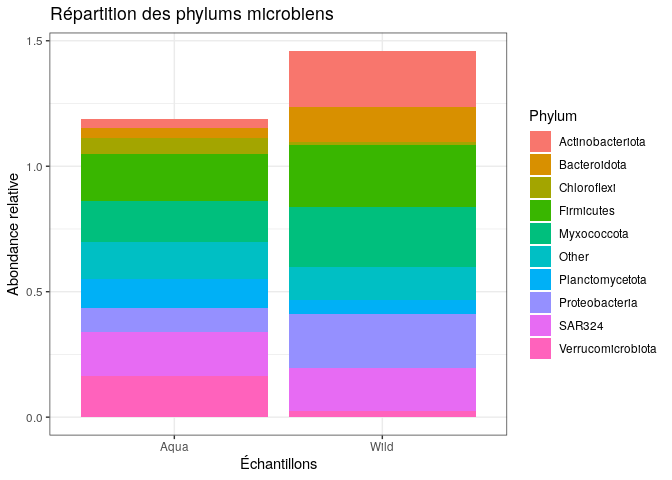 Répartition des phylums microbiens
1.5
1.0
0.5
0.0
Abondance relative
Aqua
Wild
Échantillons
Phylum
Actinobacteriota
Bacteroidota
Chloroflexi
Firmicutes
Myxococcota
Other
Planctomycetota
Proteobacteria
SAR324
Verrucomicrobiota